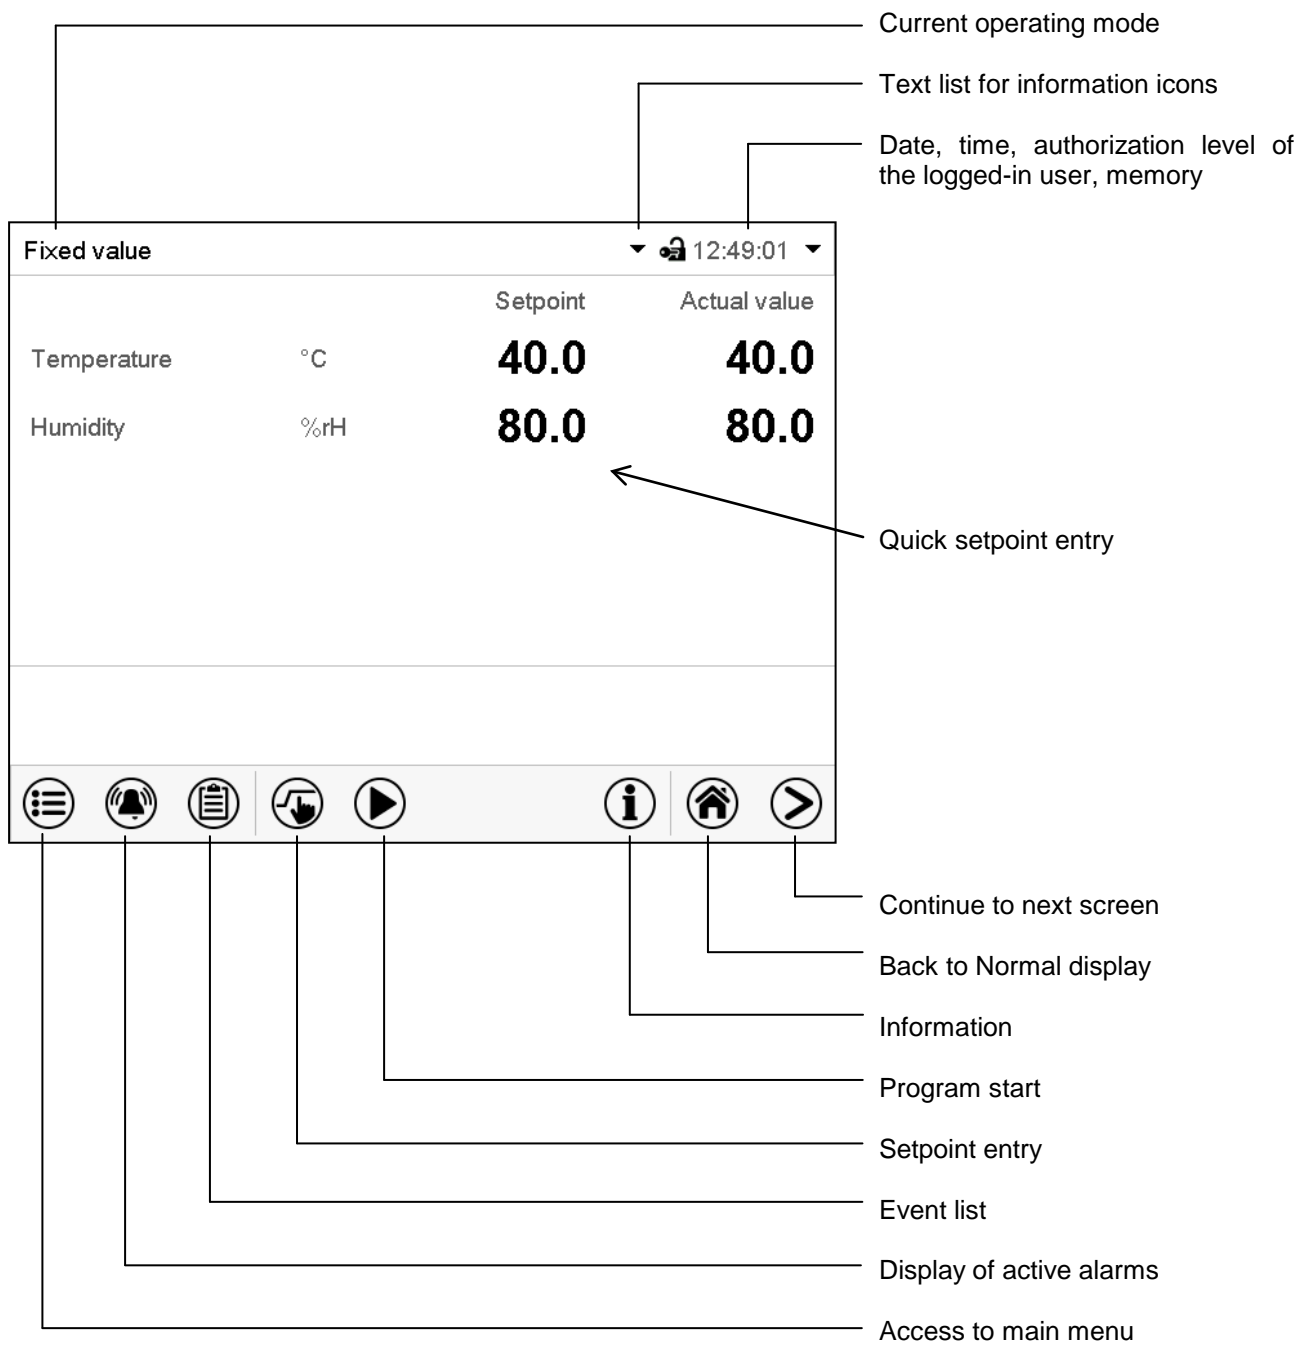 Current operating mode
Text list for information icons
Date, time, authorization level of
the logged-in user, memory
Fixed value
12:49:01
Setpoint Actual value
Temperature °C 40.0 40.0
Humidity %rH 80.0 80.0
Quick setpoint entry
Continue to next screen
Back to Normal display
Information
Program start
Setpoint entry
Event list
Display of active alarms
Access to main menu